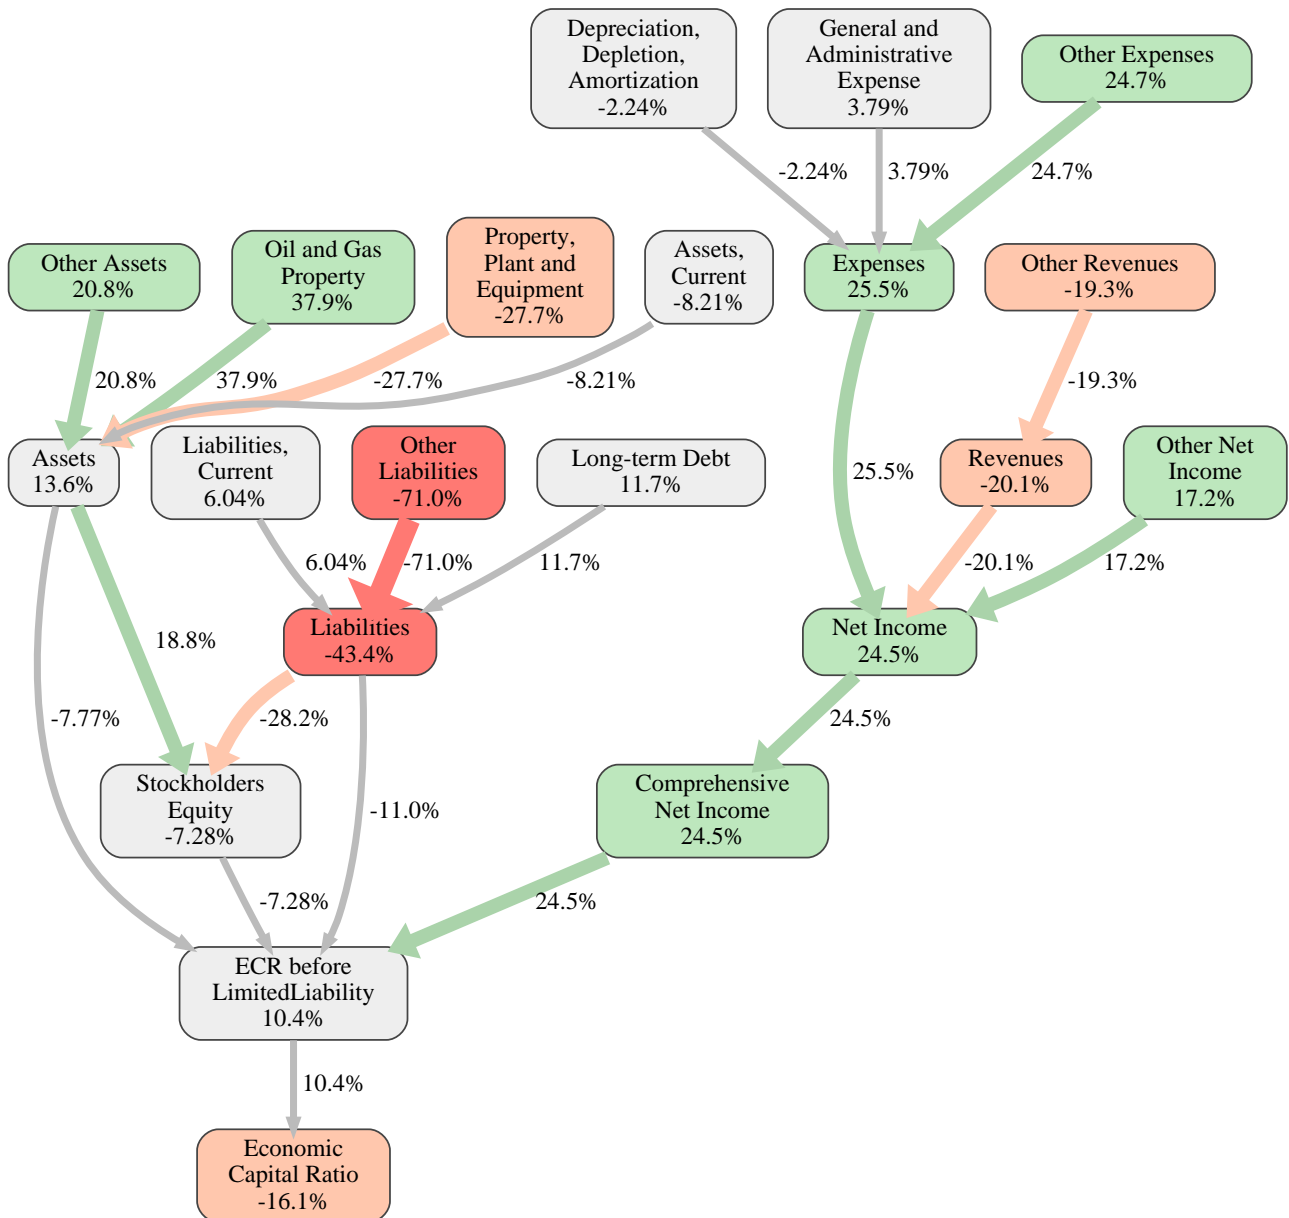 Depreciation,
Depletion,
Amortization
-2.24%
General and
Administrative
Expense
3.79%
Other Expenses
24.7%
-2.24%
3.79%
24.7%
Other Assets
20.8%
Oil and Gas
Property
37.9%
Property,
Plant and
Equipment
-27.7%
Assets,
Current
-8.21%
Expenses
25.5%
Other Revenues
-19.3%
20.8%
37.9%
-27.7%
-8.21%
-19.3%
Assets
13.6%
Liabilities,
Current
6.04%
Other
Liabilities
-71.0%
Long-term Debt
11.7%
25.5%
Revenues
-20.1%
Other Net
Income
17.2%
6.04%
-71.0%
11.7%
-20.1%
17.2%
18.8%
Liabilities
-43.4%
Net Income
24.5%
-7.77%
-28.2%
24.5%
Stockholders
Equity
-7.28%
-11.0%
Comprehensive
Net Income
24.5%
-7.28%
24.5%
ECR before
LimitedLiability
10.4%
10.4%
Economic
Capital Ratio
-16.1%